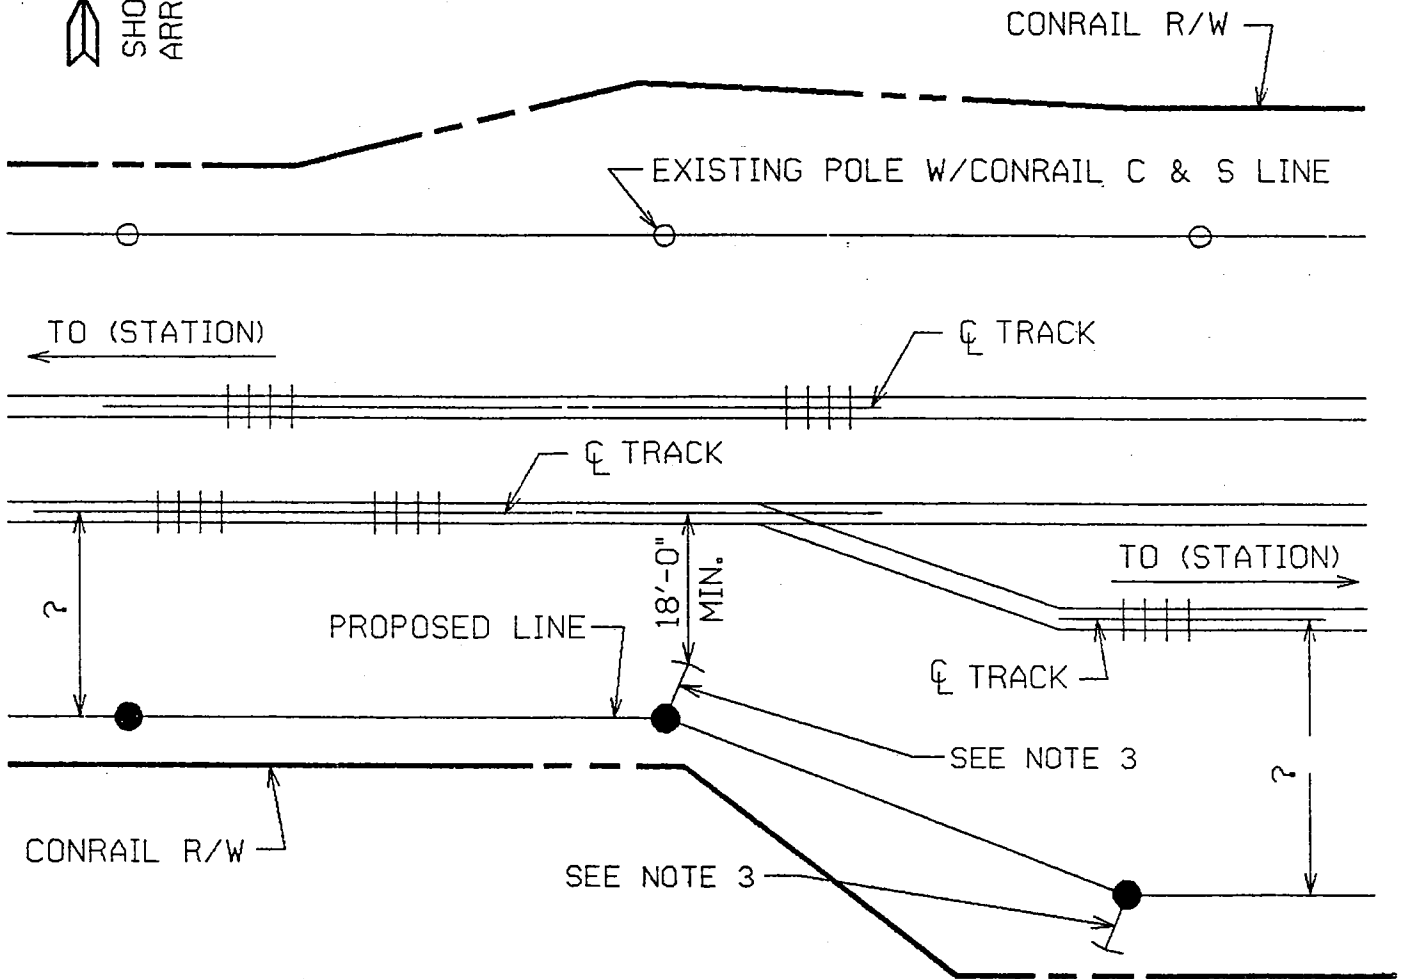 CONRAIL R/W
EXISTING POLE W/CONRAIL C & S LINE
TO (STATION)
℄ TRACK
℄ TRACK
18'-0"
MIN.
TO (STATION)
?
PROPOSED LINE
℄ TRACK
SEE NOTE 3
?
CONRAIL R/W
SEE NOTE 3